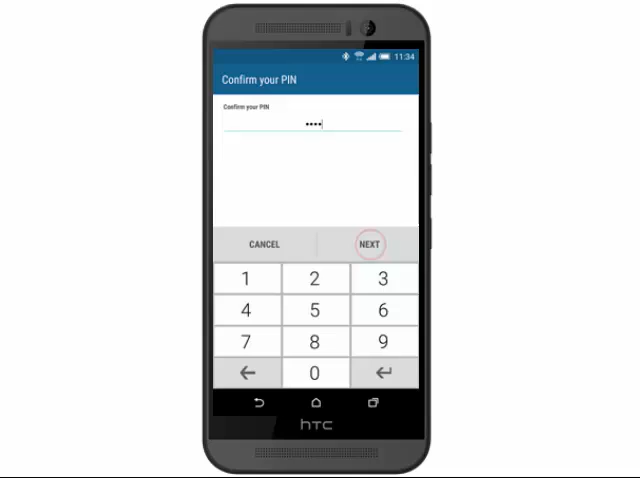 11:34
Confirm your PIN
Confirm your PIN
••••
CANCEL NEXT
1 2 3
4 5 6
7 8 9
0
hTC